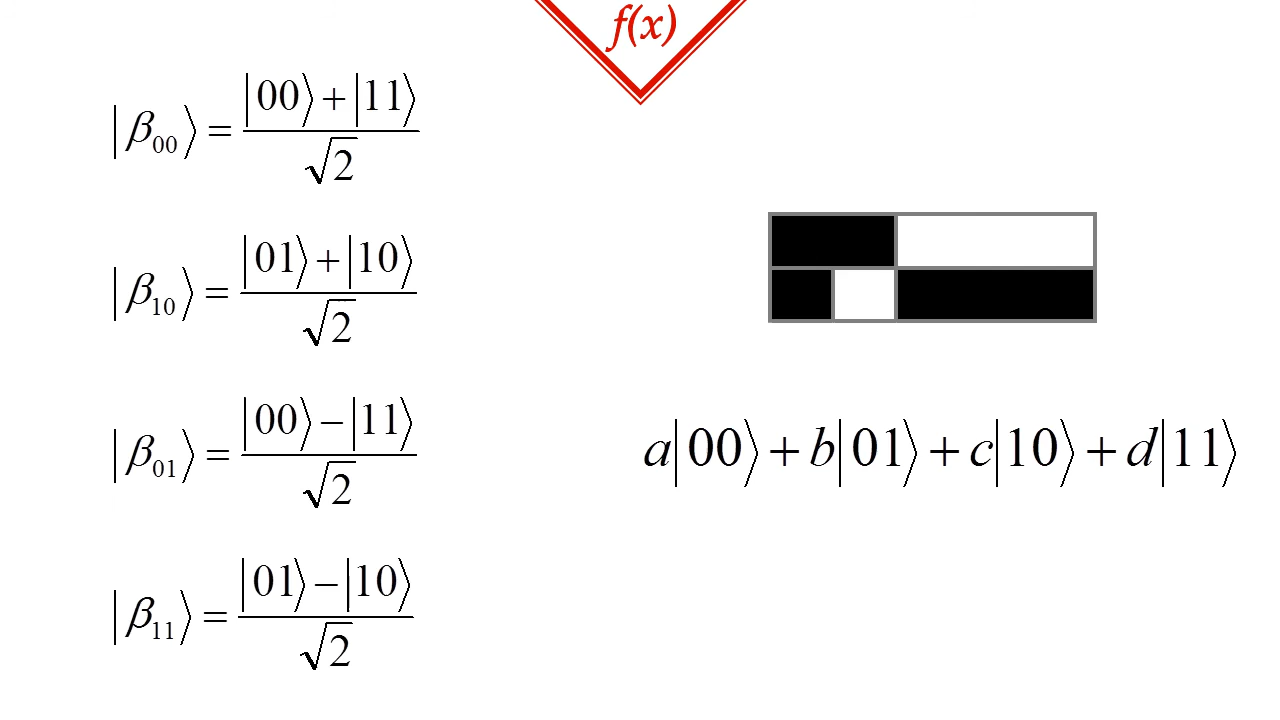 f(x)
|β₀₀⟩ = (|00⟩ + |11⟩)/√2
|β₁₀⟩ = (|01⟩ + |10⟩)/√2
|β₀₁⟩ = (|00⟩ − |11⟩)/√2
|β₁₁⟩ = (|01⟩ − |10⟩)/√2
a|00⟩ + b|01⟩ + c|10⟩ + d|11⟩